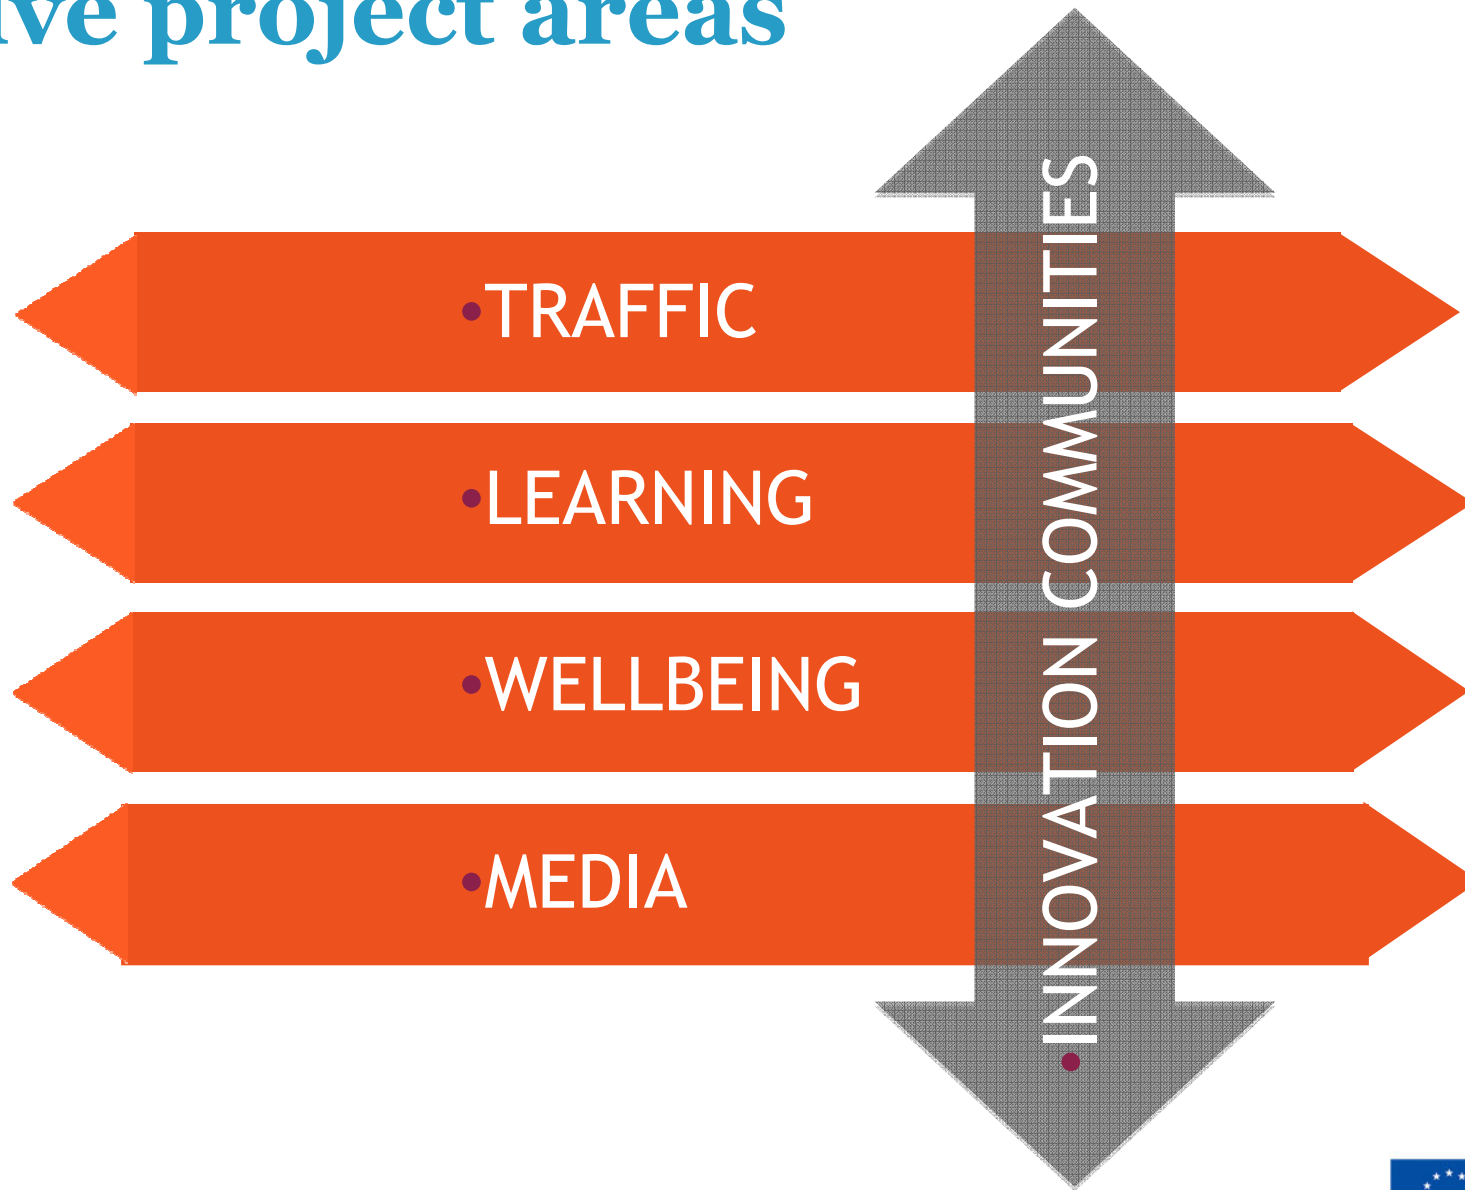 ive project areas
•TRAFFIC
•LEARNING
•WELLBEING
•MEDIA
•INNOVATION COMMUNITIES